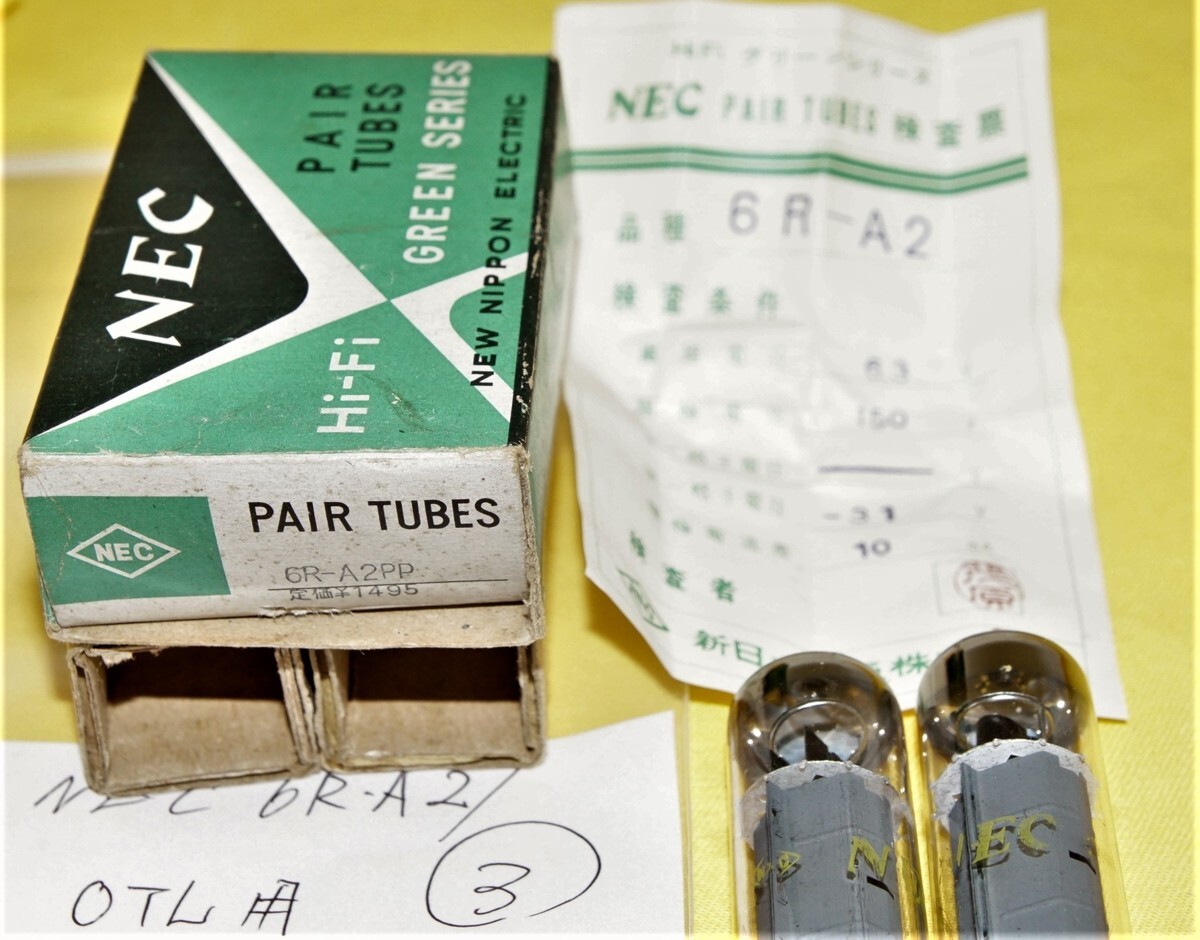 NEC
PAIR
TUBES
GREEN SERIES
NEW NIPPON ELECTRIC
Hi-Fi
NEC
PAIR TUBES
6R-A2PP
定価¥1495
Hi-Fi グリーンシリーズ
NEC PAIR TUBES 検査票
品種 6R-A2
検査条件
6.3
150
10
検査者
新日
株
NEC 6R-A2/
OTL用
3
N
NEC